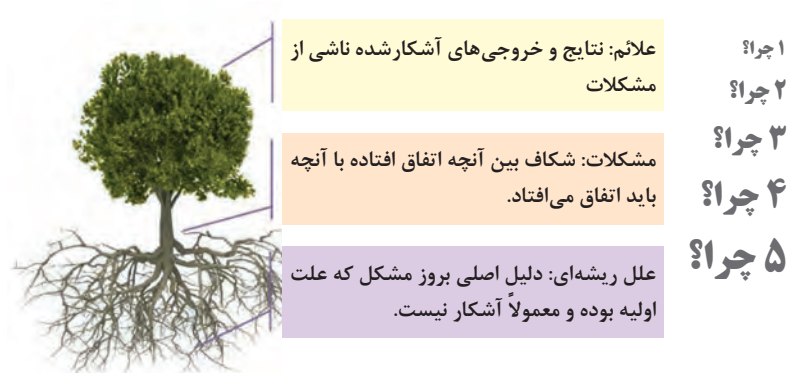 ۱ چرا؟
۲ چرا؟
۳ چرا؟
۴ چرا؟
۵ چرا؟
علائم: نتایج و خروجی‌های آشکارشده ناشی از
مشکلات
مشکلات: شکاف بین آنچه اتفاق افتاده با آنچه
باید اتفاق می‌افتاد.
علل ریشه‌ای: دلیل اصلی بروز مشکل که علت
اولیه بوده و معمولاً آشکار نیست.